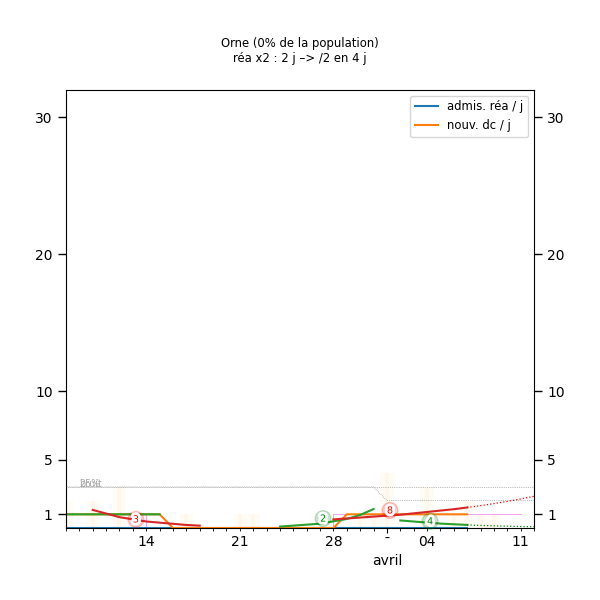 Orne (0% de la population)
réa x2 : 2 j –> /2 en 4 j
admis. réa / j
nouv. dc / j
30 30
20 20
10 10
5 5
1 1
3 2 8 4
14 21 28 - 04 11
avril